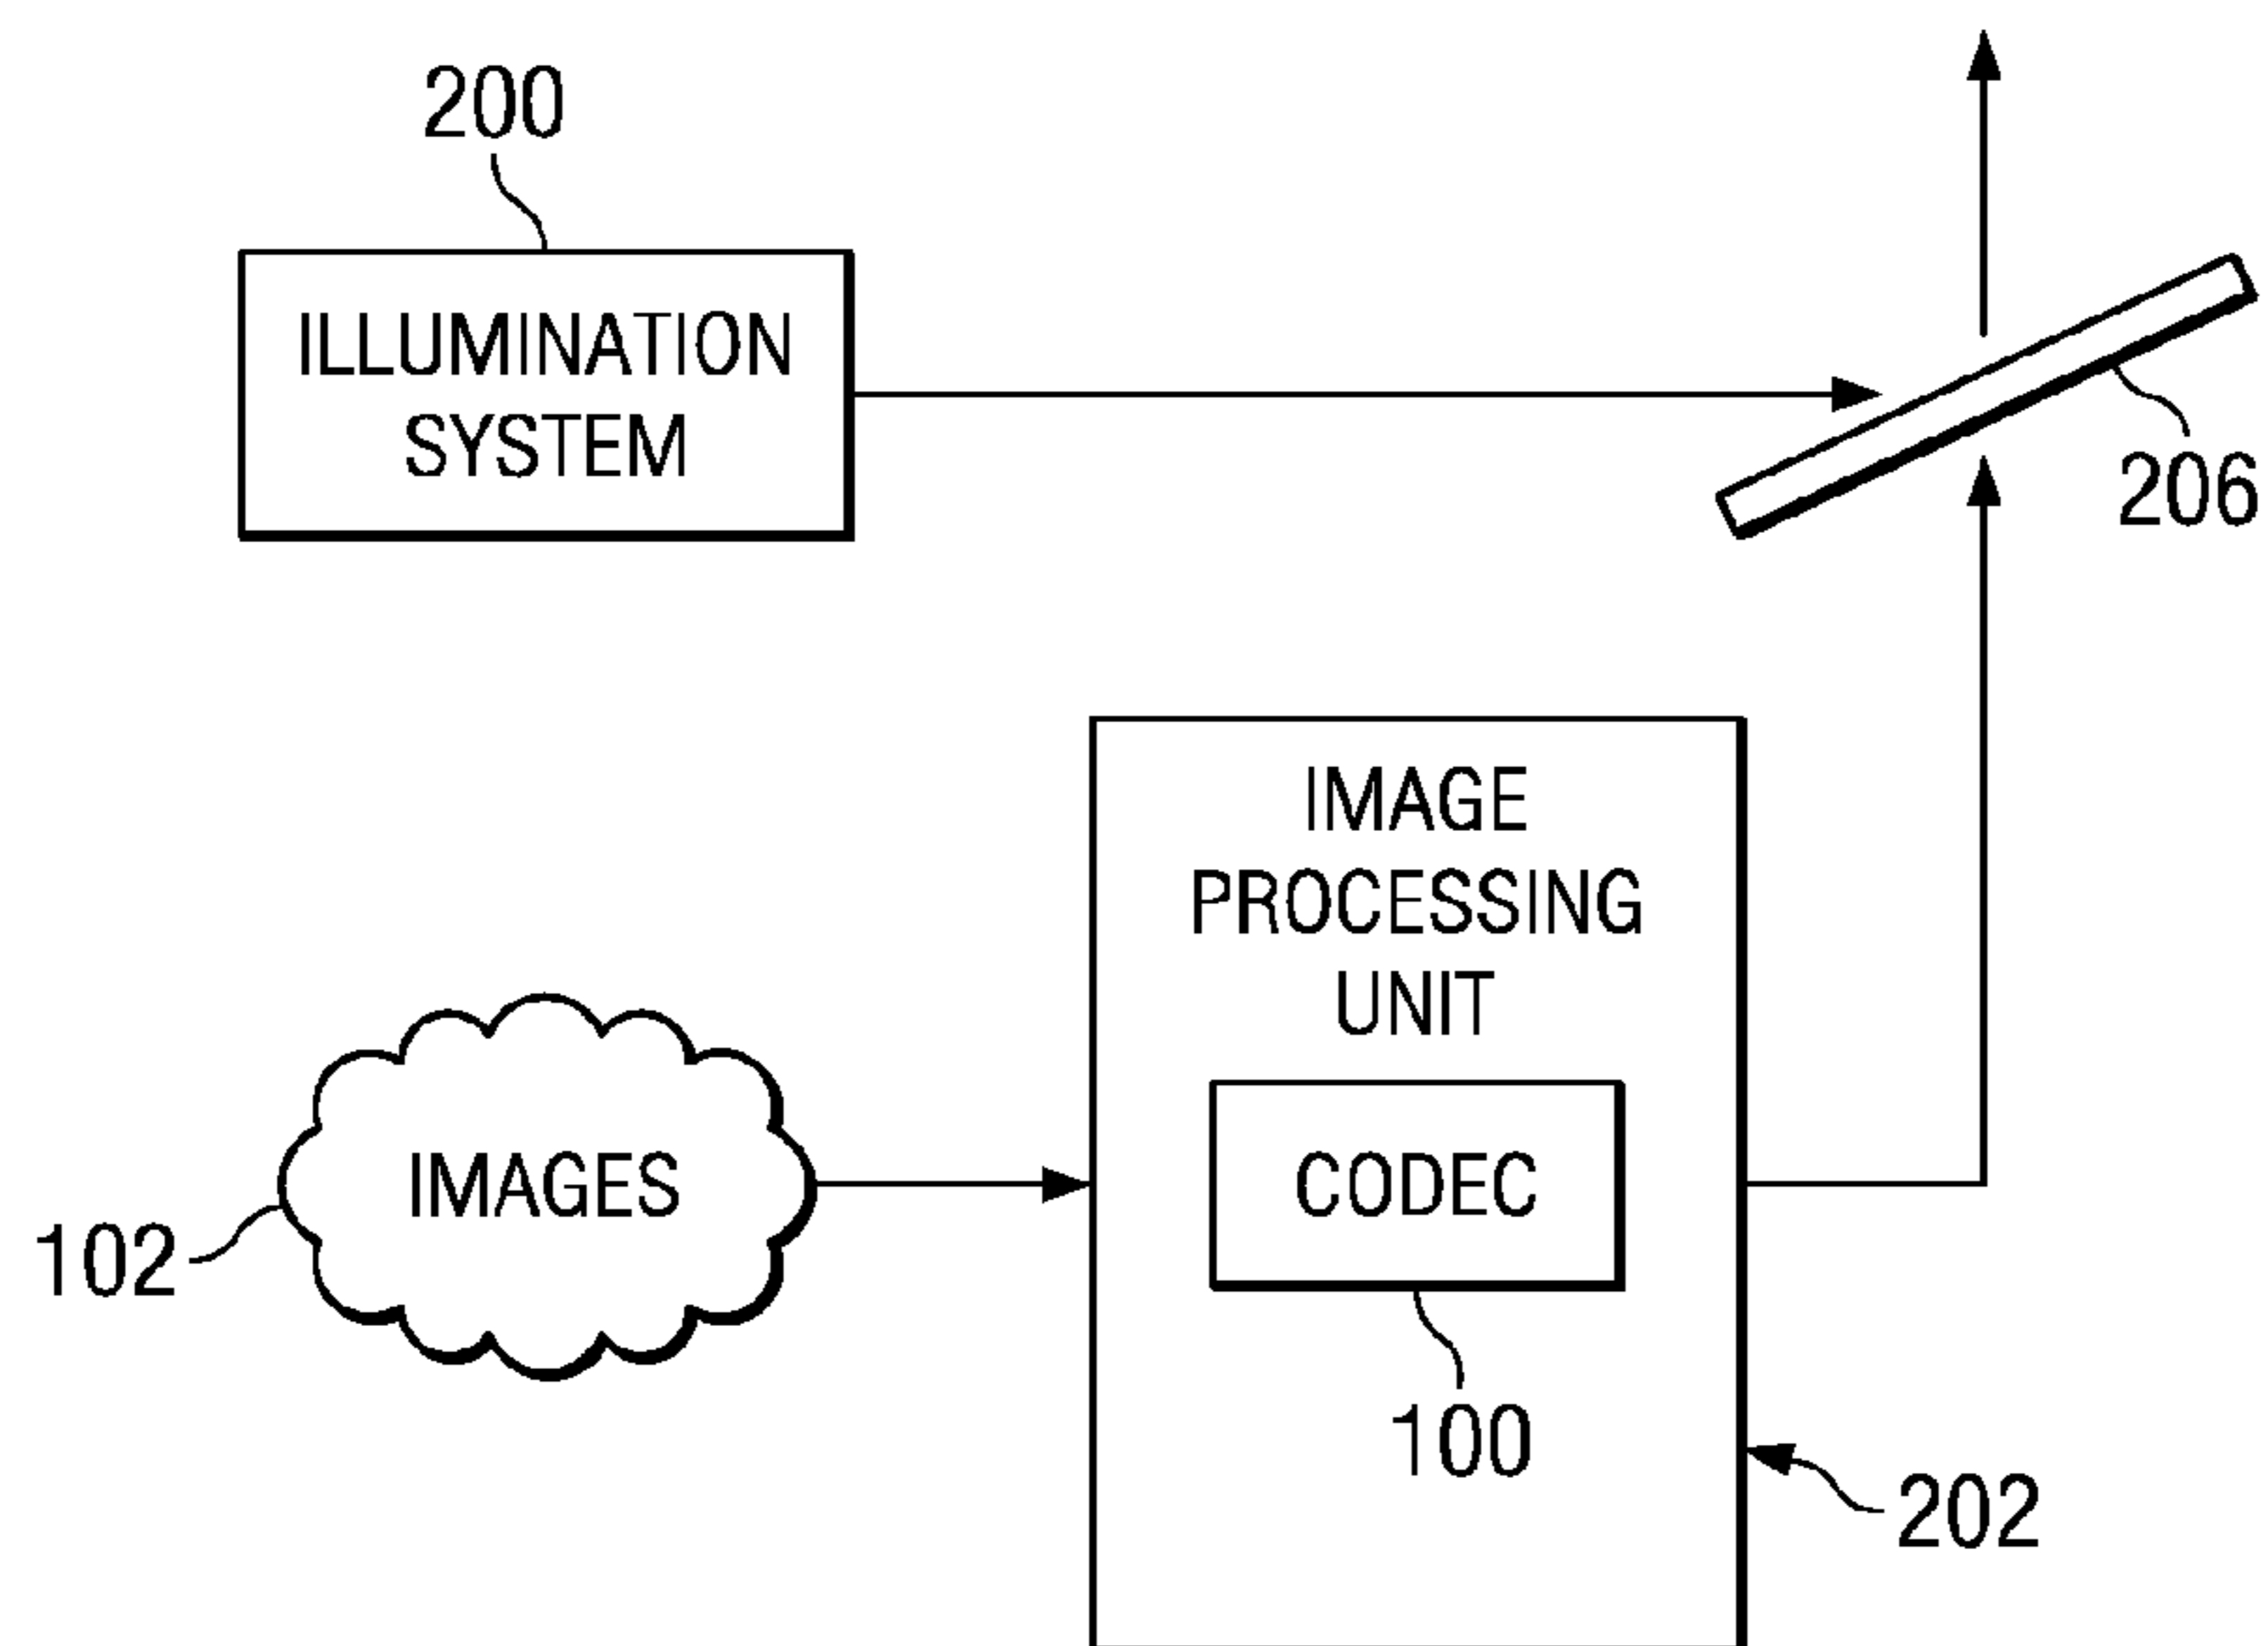 200
ILLUMINATION
SYSTEM
206
IMAGE
PROCESSING
UNIT
IMAGES
CODEC
102
100
202